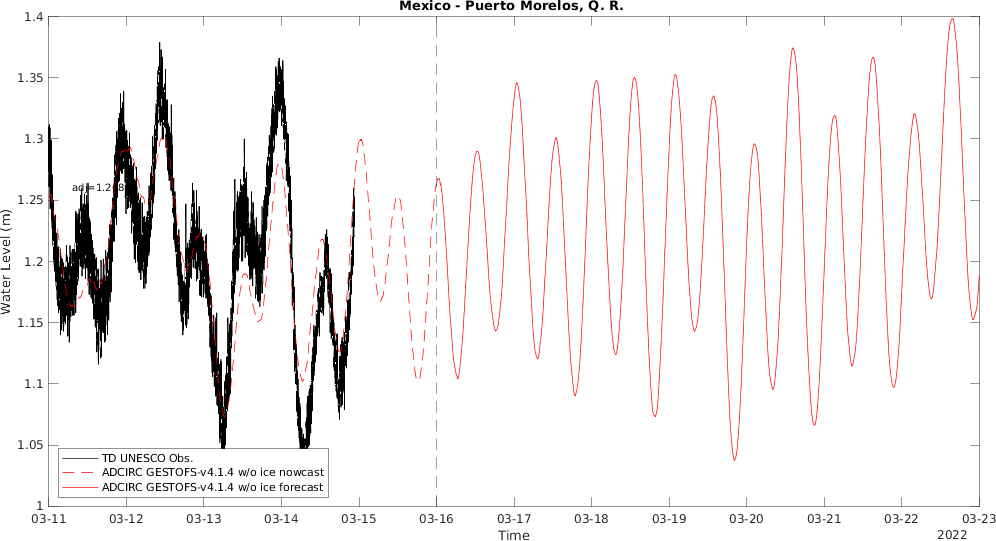 Mexico - Puerto Morelos, Q. R.
1.4
1.35
1.3
1.25
1.2
1.15
1.1
1.05
1
Water Level (m)
TD UNESCO Obs.
ADCIRC GESTOFS-v4.1.4 w/o ice nowcast
ADCIRC GESTOFS-v4.1.4 w/o ice forecast
03-11 03-12 03-13 03-14 03-15 03-16 03-17 03-18 03-19 03-20 03-21 03-22 03-23
Time
2022